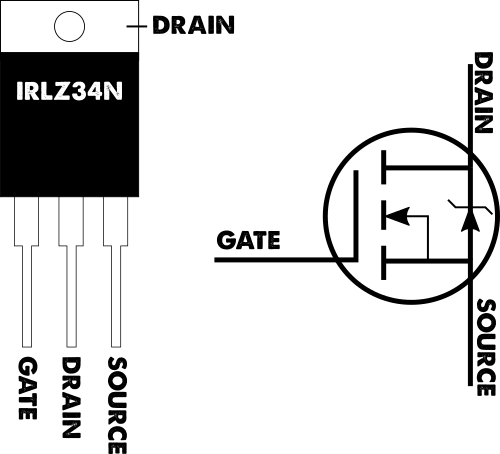 DRAIN
IRLZ34N
GATE
DRAIN
SOURCE
DRAIN
GATE
SOURCE